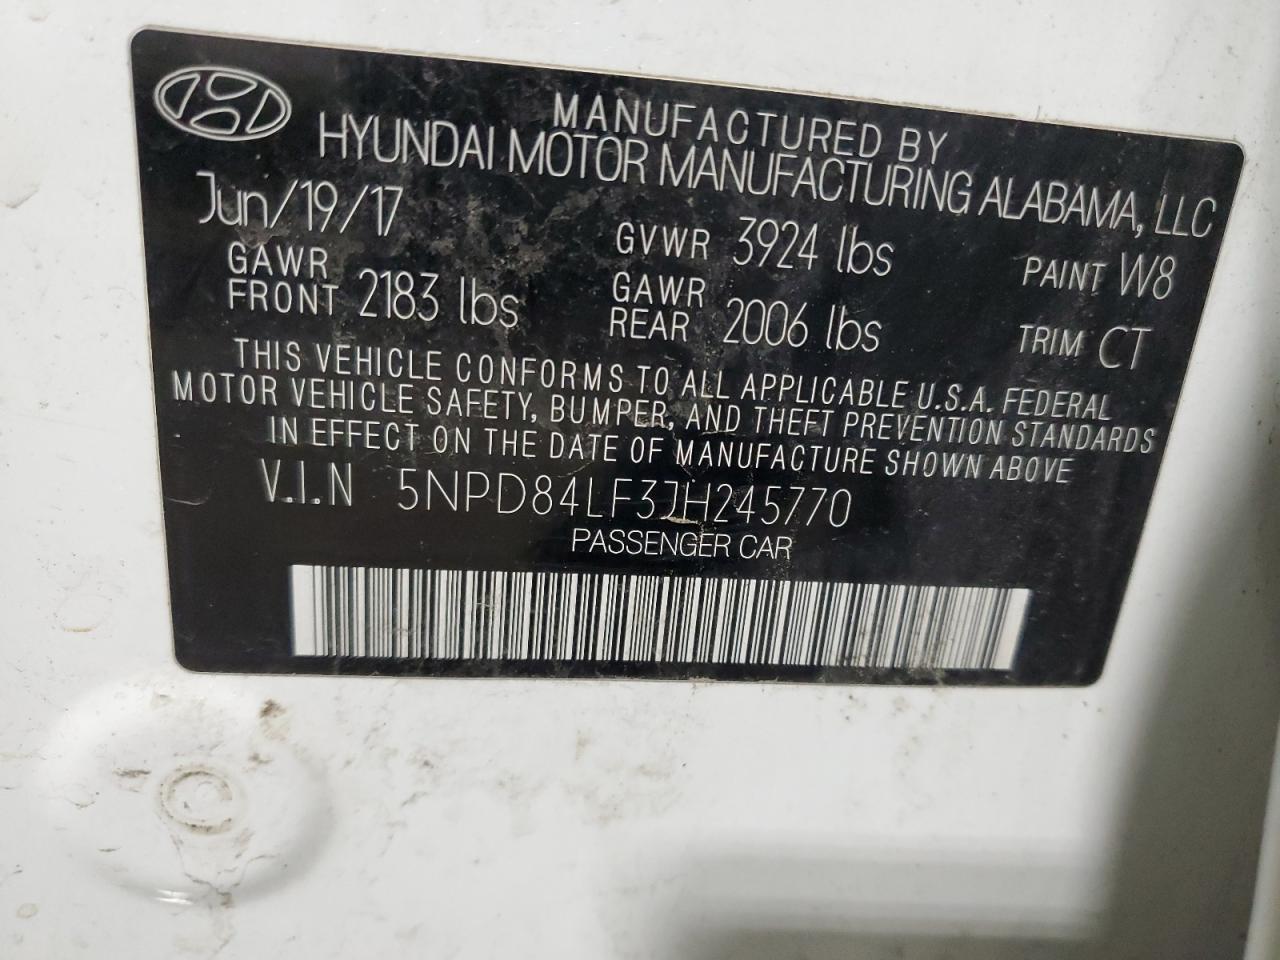 MANUFACTURED BY
HYUNDAI MOTOR MANUFACTURING ALABAMA, LLC
Jun/19/17 GVWR 3924 lbs PAINT W8
GAWR FRONT 2183 lbs GAWR REAR 2006 lbs TRIM CT
THIS VEHICLE CONFORMS TO ALL APPLICABLE U.S.A. FEDERAL
MOTOR VEHICLE SAFETY, BUMPER, AND THEFT PREVENTION STANDARDS
IN EFFECT ON THE DATE OF MANUFACTURE SHOWN ABOVE
V.I.N 5NPD84LF3JH245770
PASSENGER CAR